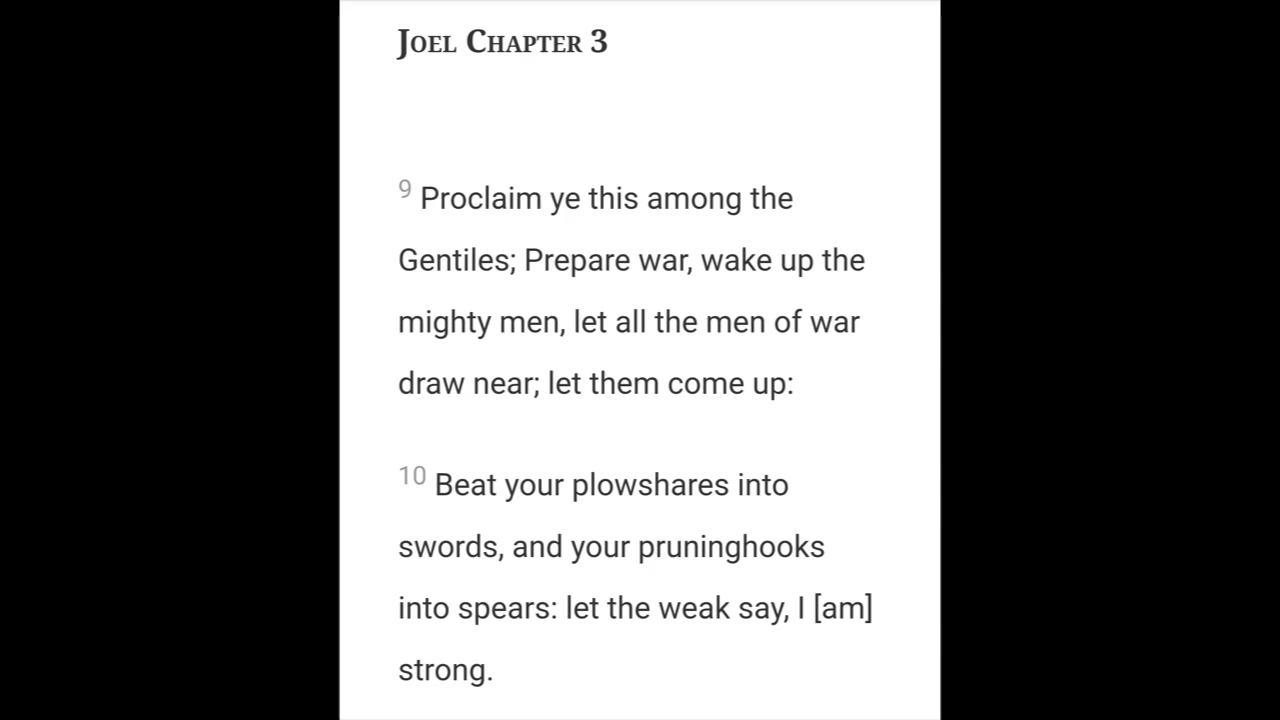 Joel Chapter 3
9 Proclaim ye this among the
Gentiles; Prepare war, wake up the
mighty men, let all the men of war
draw near; let them come up:
10 Beat your plowshares into
swords, and your pruninghooks
into spears: let the weak say, I [am]
strong.